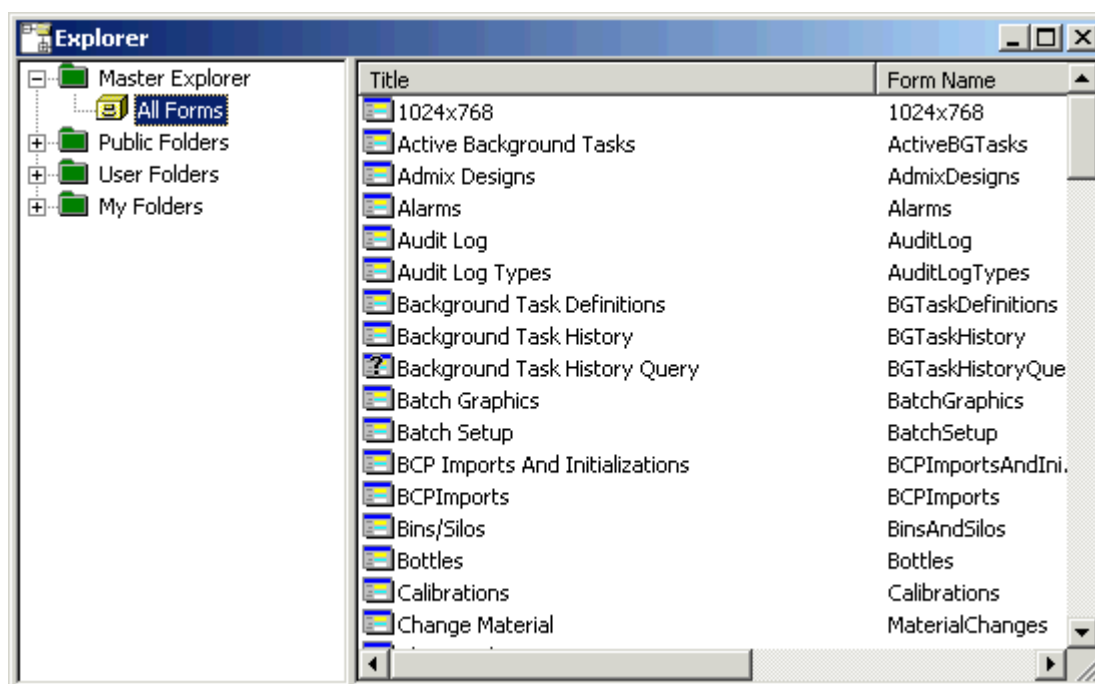 Explorer
Master Explorer
All Forms
Public Folders
User Folders
My Folders
Title Form Name
1024x768 1024x768
Active Background Tasks ActiveBGTasks
Admix Designs AdmixDesigns
Alarms Alarms
Audit Log AuditLog
Audit Log Types AuditLogTypes
Background Task Definitions BGTaskDefinitions
Background Task History BGTaskHistory
Background Task History Query BGTaskHistoryQue
Batch Graphics BatchGraphics
Batch Setup BatchSetup
BCP Imports And Initializations BCPImportsAndIni.
BCPImports BCPImports
Bins/Silos BinsAndSilos
Bottles Bottles
Calibrations Calibrations
Change Material MaterialChanges